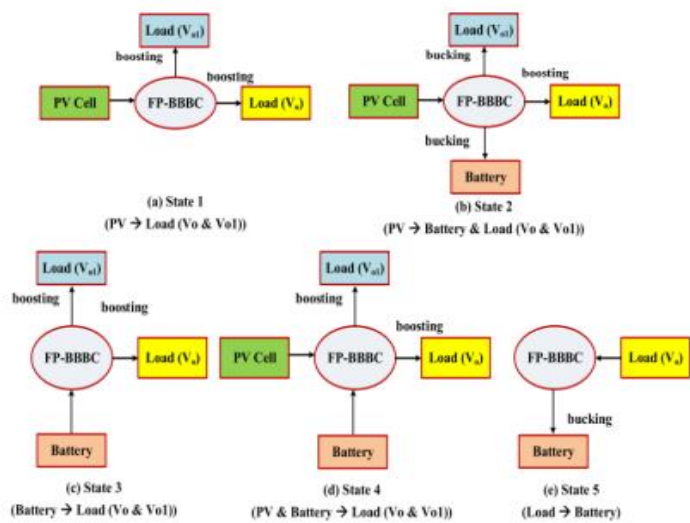 Load (Vo1)
boosting
boosting
PV Cell
FP-BBBC
Load (Vo)
(a) State 1
(PV → Load (Vo & Vo1))
Load (Vo1)
bucking
boosting
PV Cell
FP-BBBC
Load (Vo)
bucking
Battery
(b) State 2
(PV → Battery & Load (Vo & Vo1))
Load (Vo1)
boosting
boosting
FP-BBBC
Load (Vo)
Battery
(c) State 3
(Battery → Load (Vo & Vo1))
Load (Vo1)
boosting
boosting
PV Cell
FP-BBBC
Load (Vo)
Battery
(d) State 4
(PV & Battery → Load (Vo & Vo1))
FP-BBBC
Load (Vo)
bucking
Battery
(e) State 5
(Load → Battery)